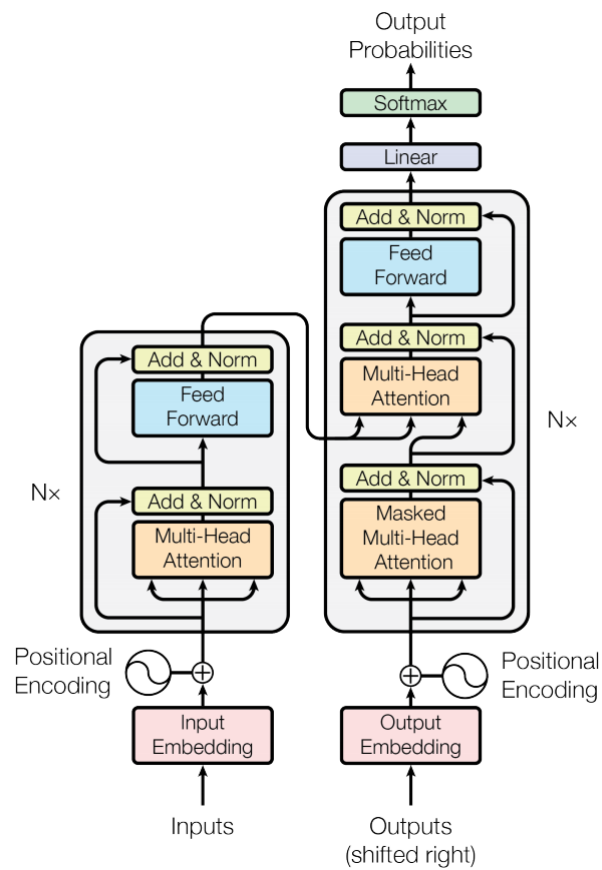 Output
Probabilities
Softmax
Linear
Add & Norm
Feed
Forward
Add & Norm
Multi-Head
Attention
Add & Norm
Masked
Multi-Head
Attention
N×
Add & Norm
Feed
Forward
Add & Norm
Multi-Head
Attention
N×
Positional
Encoding
Positional
Encoding
Input
Embedding
Output
Embedding
Inputs
Outputs
(shifted right)